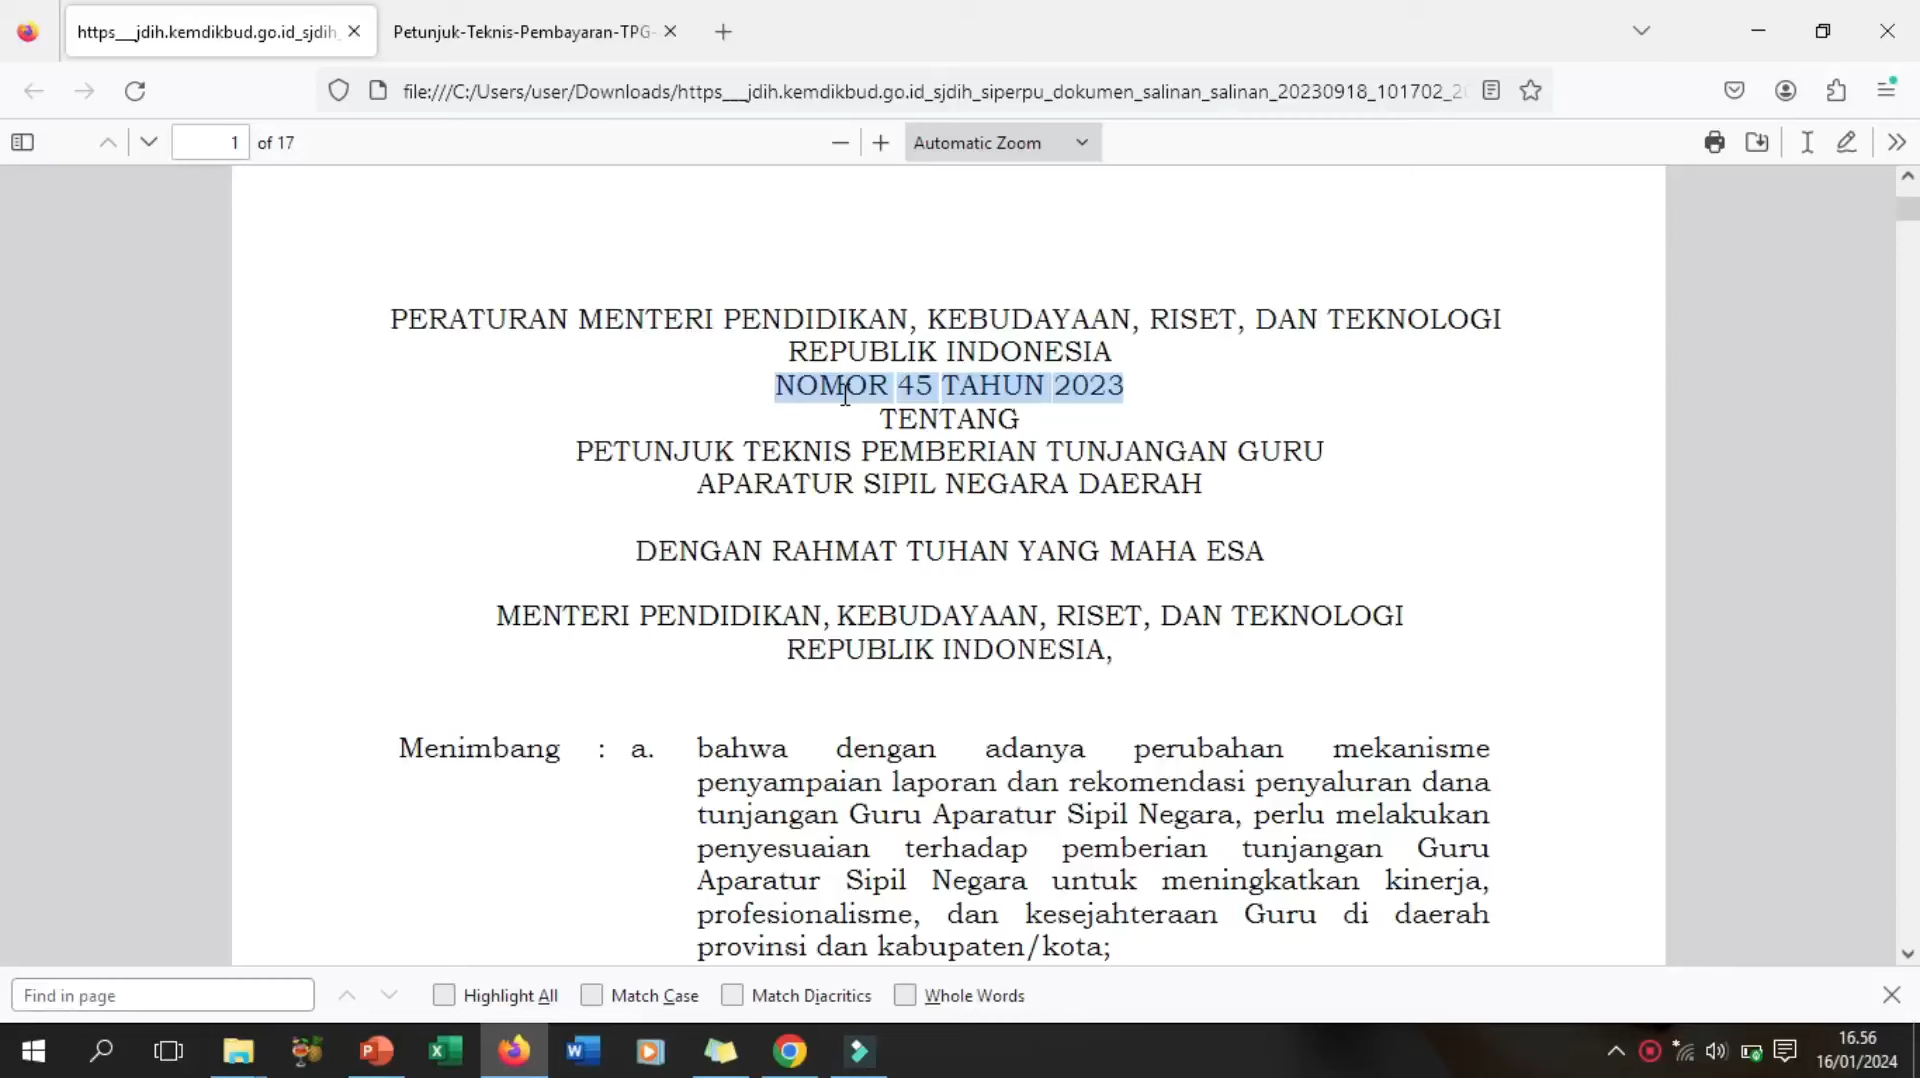 https__jdih.kemdikbud.go.id_sjdih_
Petunjuk-Teknis-Pembayaran-TPG-
file:///C:/Users/user/Downloads/https___jdih.kemdikbud.go.id_sjdih_siperpu_dokumen_salinan_salinan_20230918_101702_2
1 of 17
Automatic Zoom
PERATURAN MENTERI PENDIDIKAN, KEBUDAYAAN, RISET, DAN TEKNOLOGI
REPUBLIK INDONESIA
NOMOR 45 TAHUN 2023
TENTANG
PETUNJUK TEKNIS PEMBERIAN TUNJANGAN GURU
APARATUR SIPIL NEGARA DAERAH
DENGAN RAHMAT TUHAN YANG MAHA ESA
MENTERI PENDIDIKAN, KEBUDAYAAN, RISET, DAN TEKNOLOGI
REPUBLIK INDONESIA,
Menimbang : a. bahwa dengan adanya perubahan mekanisme
penyampaian laporan dan rekomendasi penyaluran dana
tunjangan Guru Aparatur Sipil Negara, perlu melakukan
penyesuaian terhadap pemberian tunjangan Guru
Aparatur Sipil Negara untuk meningkatkan kinerja,
profesionalisme, dan kesejahteraan Guru di daerah
provinsi dan kabupaten/kota;
Find in page Highlight All Match Case Match Diacritics Whole Words
16.56
16/01/2024